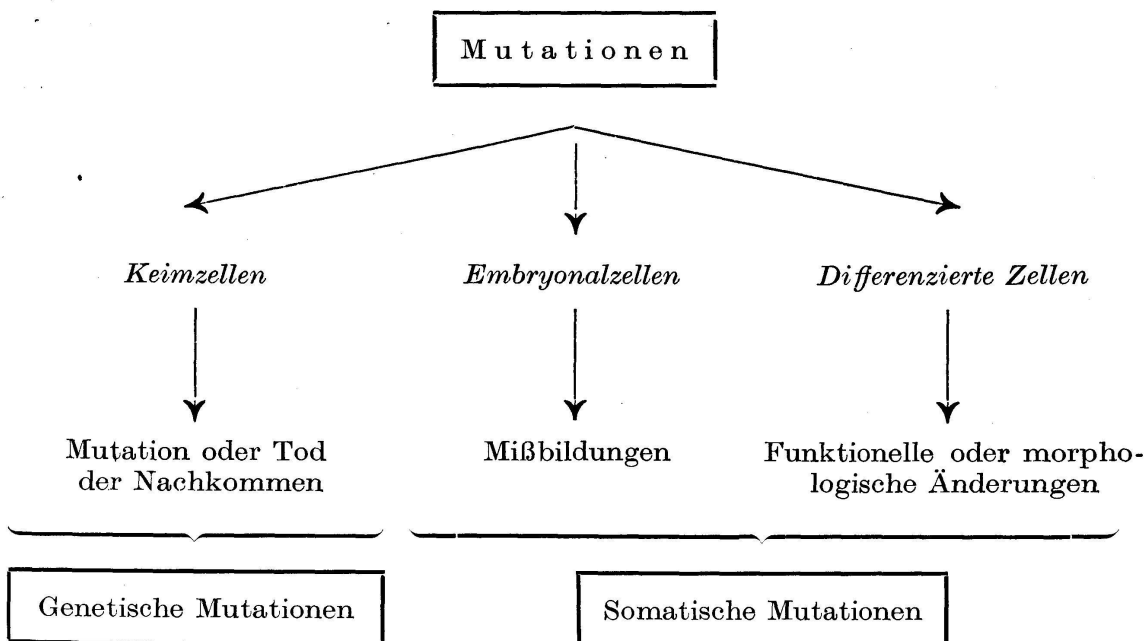 Mutationen
Keimzellen
Embryonalzellen
Differenzierte Zellen
Mutation oder Tod
der Nachkommen
Mißbildungen
Funktionelle oder morpho-
logische Änderungen
Genetische Mutationen
Somatische Mutationen